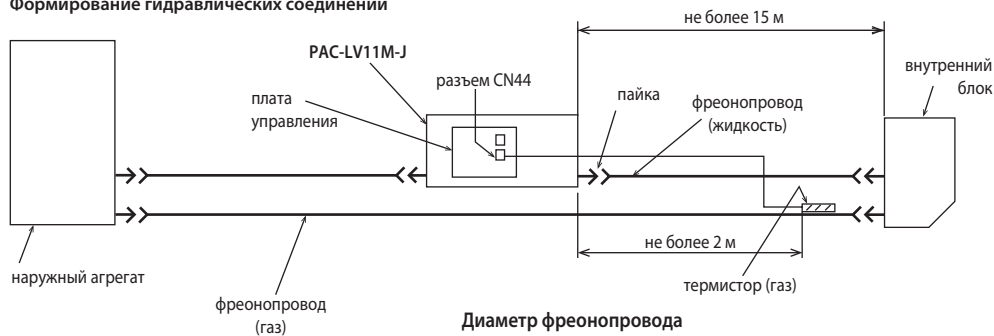 Формирование гидравлических соединений
не более 15 м
PAC-LV11M-J
разъем CN44
внутренний
блок
плата
управления
пайка
фреонопровод
(жидкость)
не более 2 м
наружный агрегат
термистор (газ)
фреонопровод
(газ)
Диаметр фреонопровода